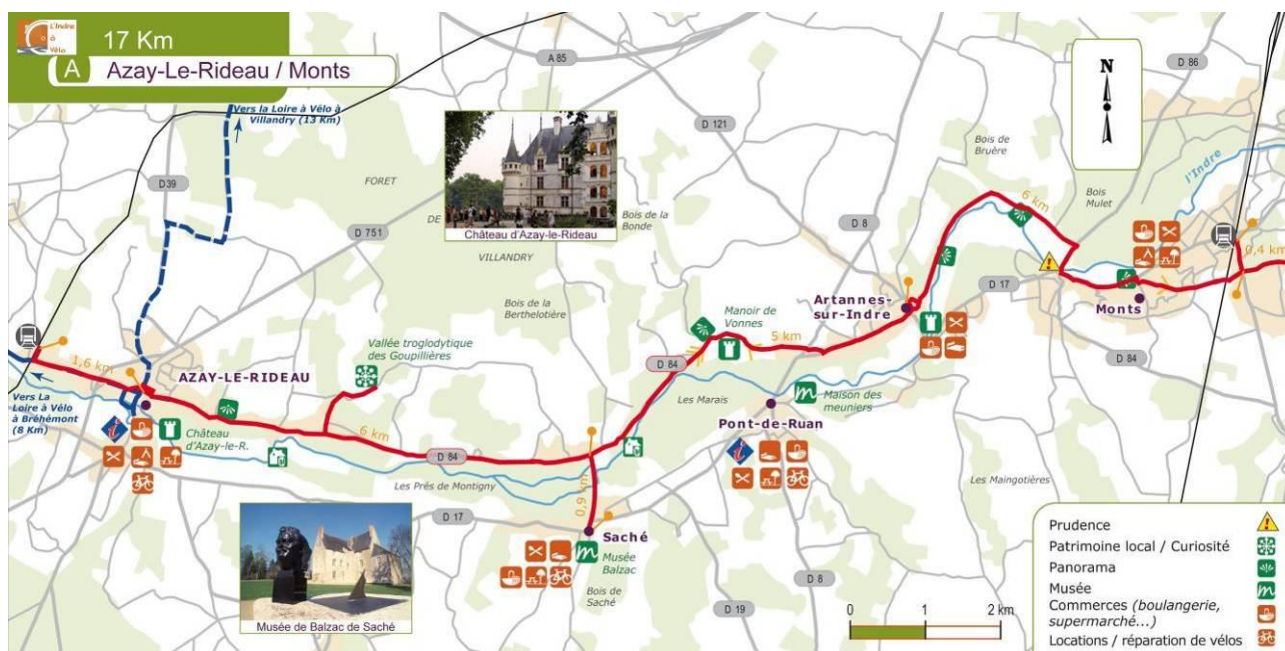 L'Indre
à
Vélo
17 Km
A Azay-Le-Rideau / Monts
Vers la Loire à Vélo à
Villandry (13 Km)
A 85
N
D 86
D 121
Bois de
Bruère
l'Indre
D39
FORET
DE
VILLANDRY
Château d'Azay-le-Rideau
Bois de la
Bonde
6 km
Bois
Mulet
D 751
D 8
0,4 km
Bois de la
Berthelotière
Manoir de
Vonnes
Artannes-
sur-Indre
D 17
Monts
Vallée troglodytique
des Goupillières
5 km
1,6 km
AZAY-LE-RIDEAU
D 84
D 84
Vers La
Loire à Vélo
à Bréhémont
(8 Km)
Les Marais
Maison des
meuniers
Château
d'Azay-le-R.
6 km
Pont-de-Ruan
D 84
Les Prés de Montigny
0,9 km
Les Maingotières
D 17
Saché
Musée
Balzac
Bois de
Saché
D 8
D 19
Musée de Balzac de Saché
0 1 2 km
Prudence
Patrimoine local / Curiosité
Panorama
Musée
Commerces (boulangerie,
supermarché...)
Locations / réparation de vélos